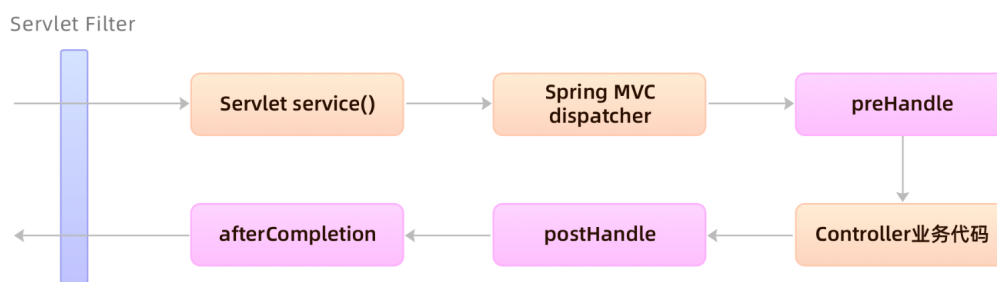 Servlet Filter
Servlet service()
Spring MVC
dispatcher
preHandle
afterCompletion
postHandle
Controller业务代码